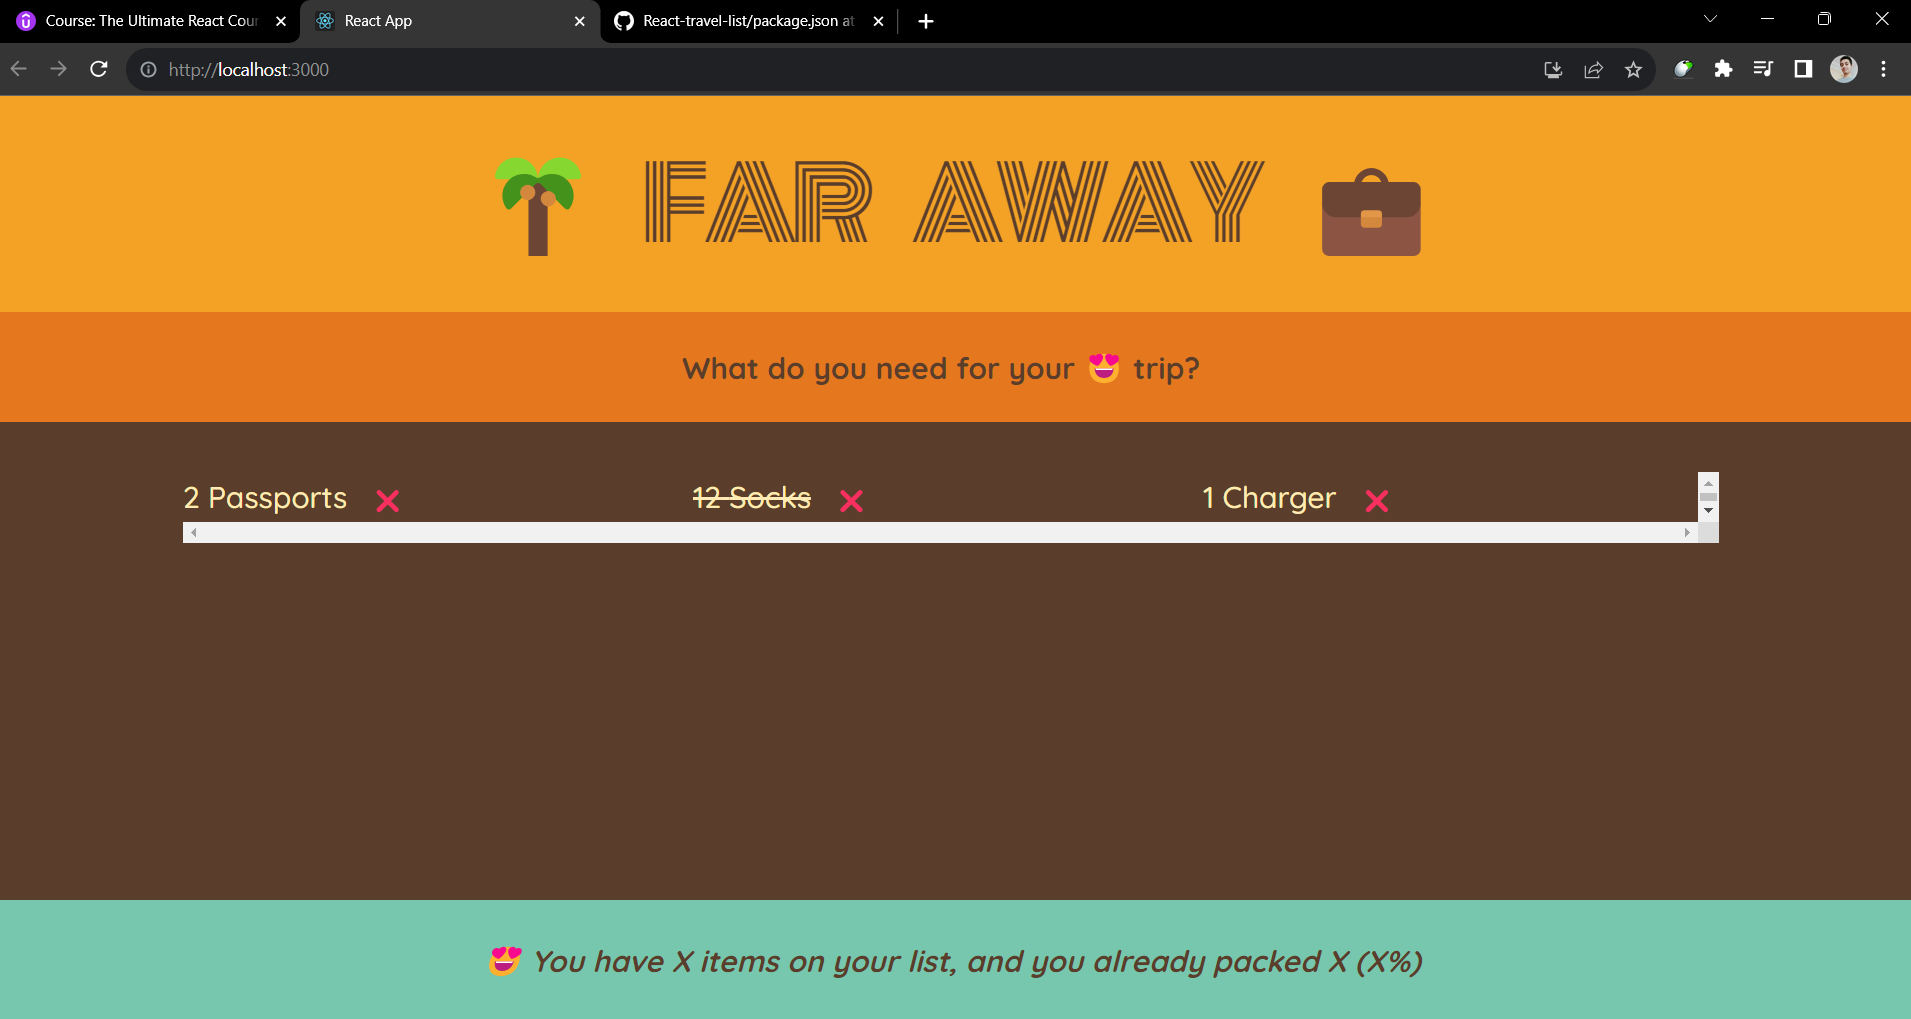 Course: The Ultimate React Cour
React App
React-travel-list/package.json at
http://localhost:3000
FAR AWAY
What do you need for your 😍 trip?
2 Passports ❌ 12 Socks ❌ 1 Charger ❌
😍 You have X items on your list, and you already packed X (X%)